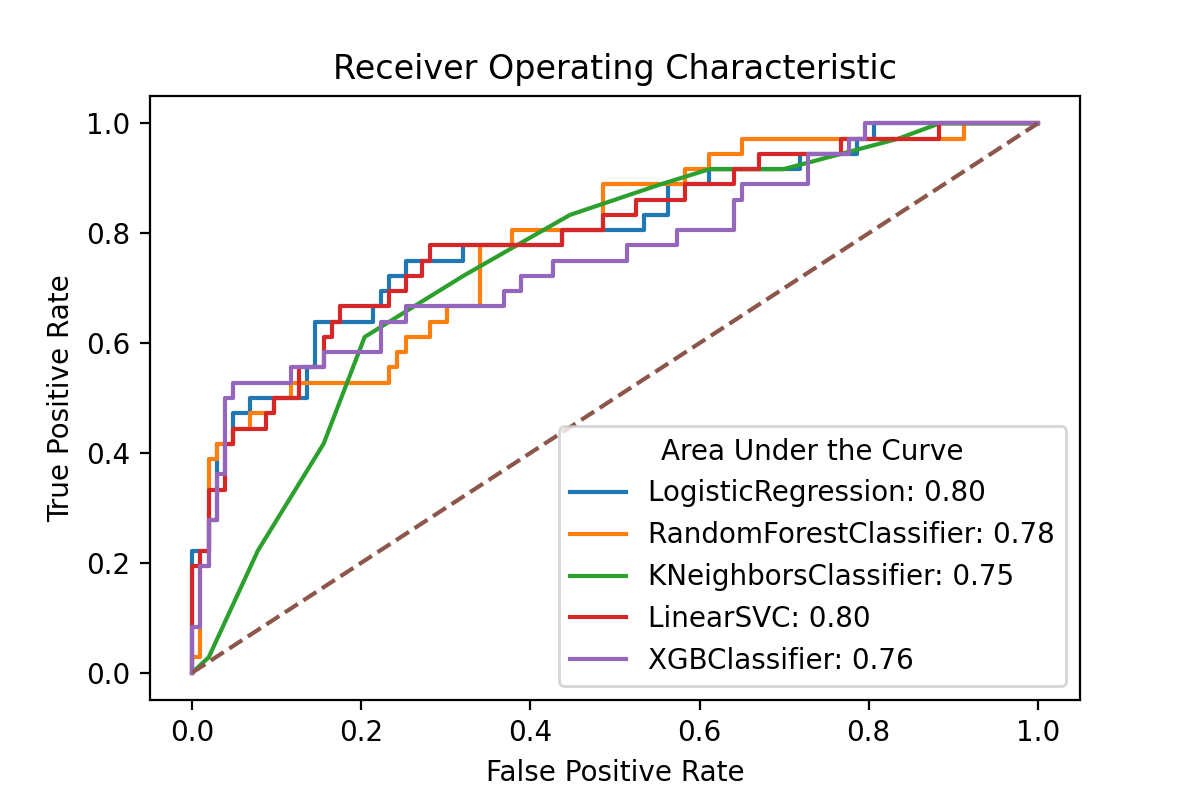 Receiver Operating Characteristic
True Positive Rate
1.0
0.8
0.6
0.4
0.2
0.0
Area Under the Curve
LogisticRegression: 0.80
RandomForestClassifier: 0.78
KNeighborsClassifier: 0.75
LinearSVC: 0.80
XGBClassifier: 0.76
0.0 0.2 0.4 0.6 0.8 1.0
False Positive Rate